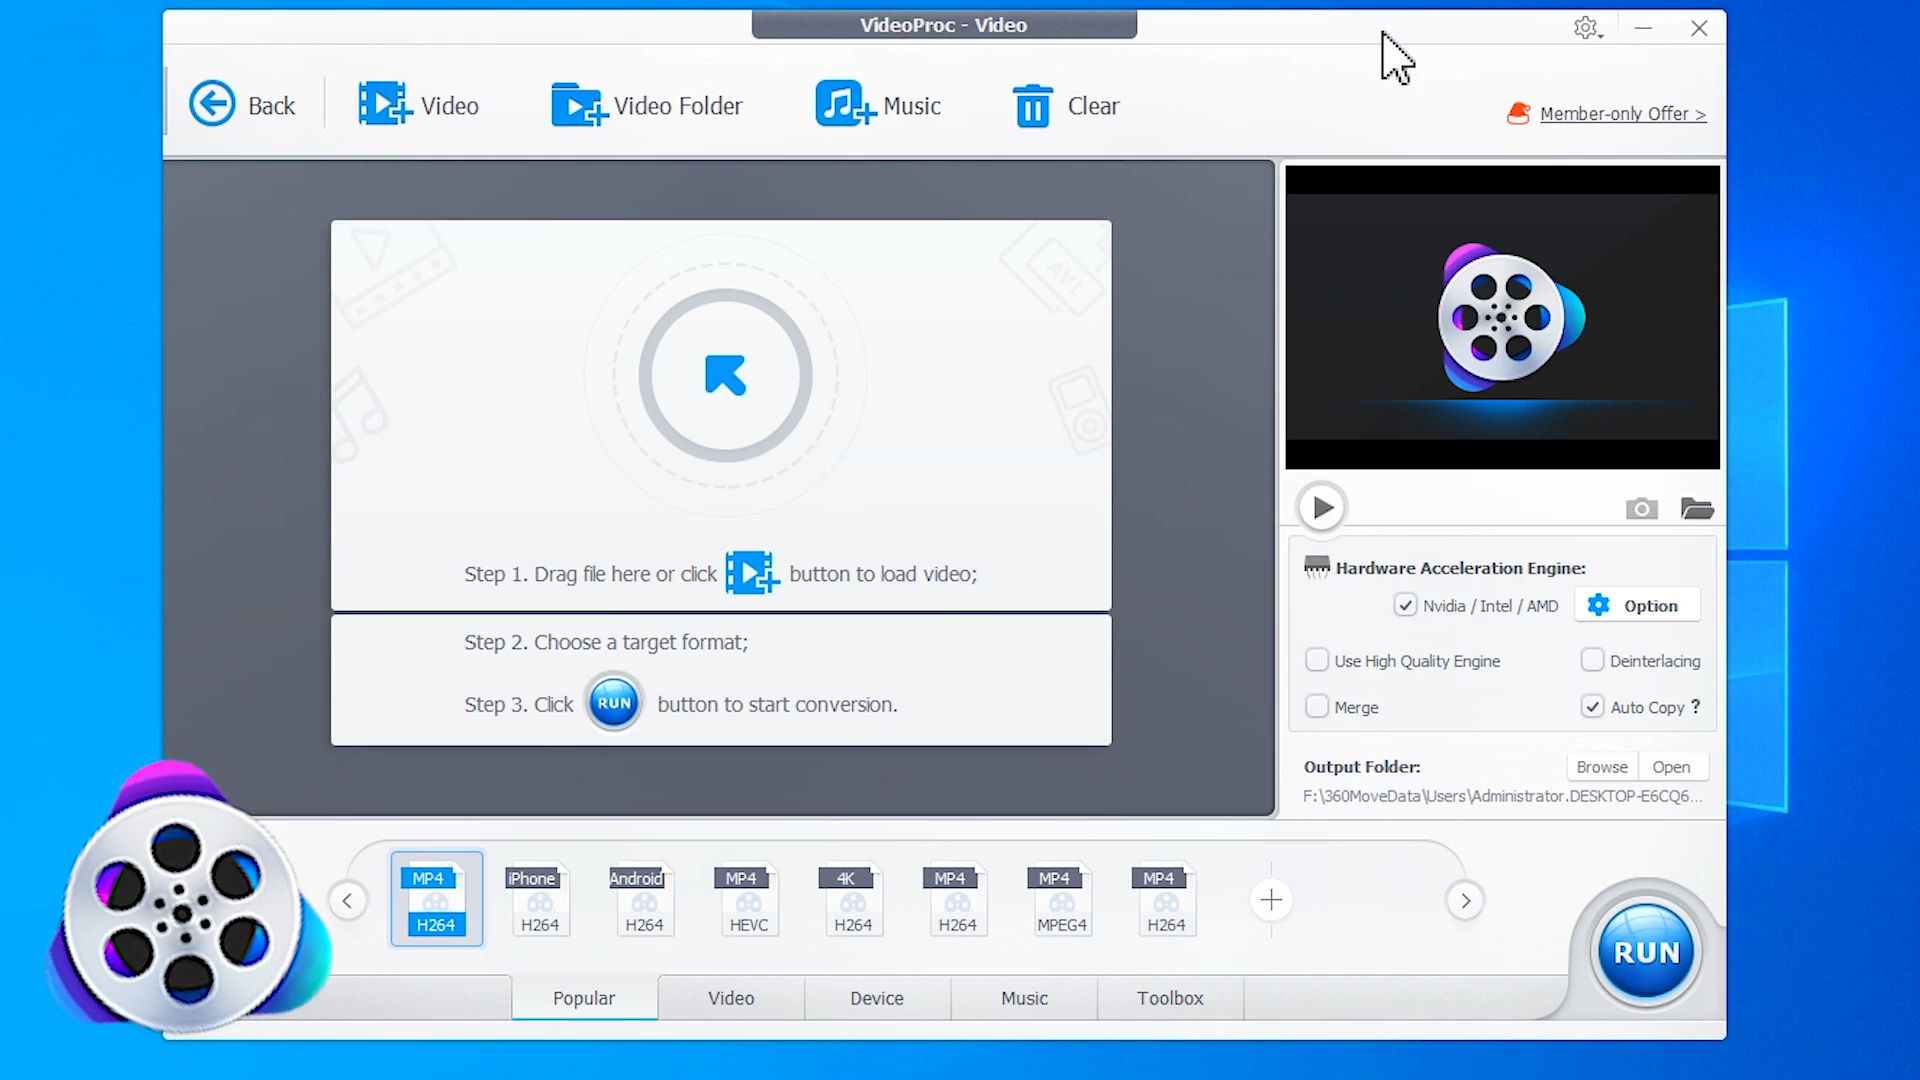 VideoProc - Video
Back
Video
Video Folder
Music
Clear
Member-only Offer >
AVI
Step 1. Drag file here or click button to load video;
Step 2. Choose a target format;
Step 3. Click RUN button to start conversion.
Hardware Acceleration Engine:
Nvidia / Intel / AMD
Option
Use High Quality Engine
Deinterlacing
Merge
Auto Copy ?
Output Folder:
Browse
Open
F:\360MoveData\Users\Administrator.DESKTOP-E6CQ6...
MP4 H264
iPhone H264
Android H264
MP4 HEVC
4K H264
MP4 H264
MP4 MPEG4
MP4 H264
RUN
Popular
Video
Device
Music
Toolbox